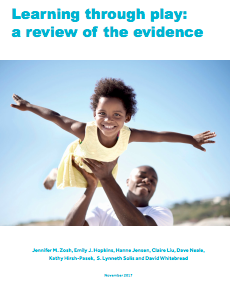 Learning through play:
a review of the evidence
Jennifer M. Zosh, Emily J. Hopkins, Hanne Jensen, Claire Liu, Dave Neale,
Kathy Hirsh-Pasek, S. Lynneth Solis and David Whitebread
November 2017